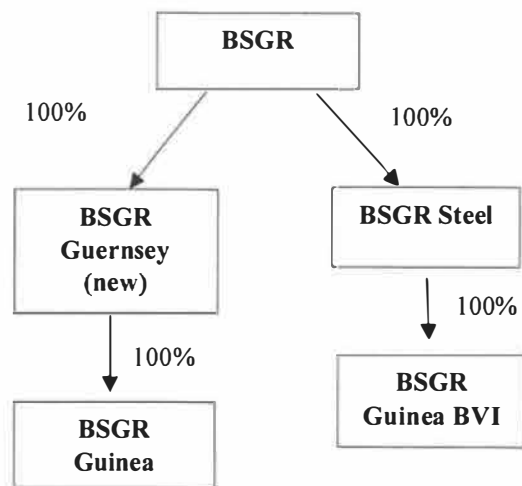 BSGR
100%
100%
BSGR
Guernsey
(new)
BSGR Steel
100%
100%
BSGR
Guinea
BSGR
Guinea BVI